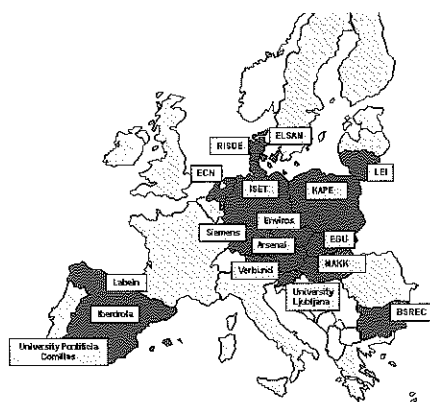 ELSAN
RISOE
ECN
LEI
ISET
KAPE
Enviros
Siemens
EGU
Arsenal
MAKK
Verbund
Labein
University
Ljubljana
Iberdrola
BSREC
University Pontificia
Comillas